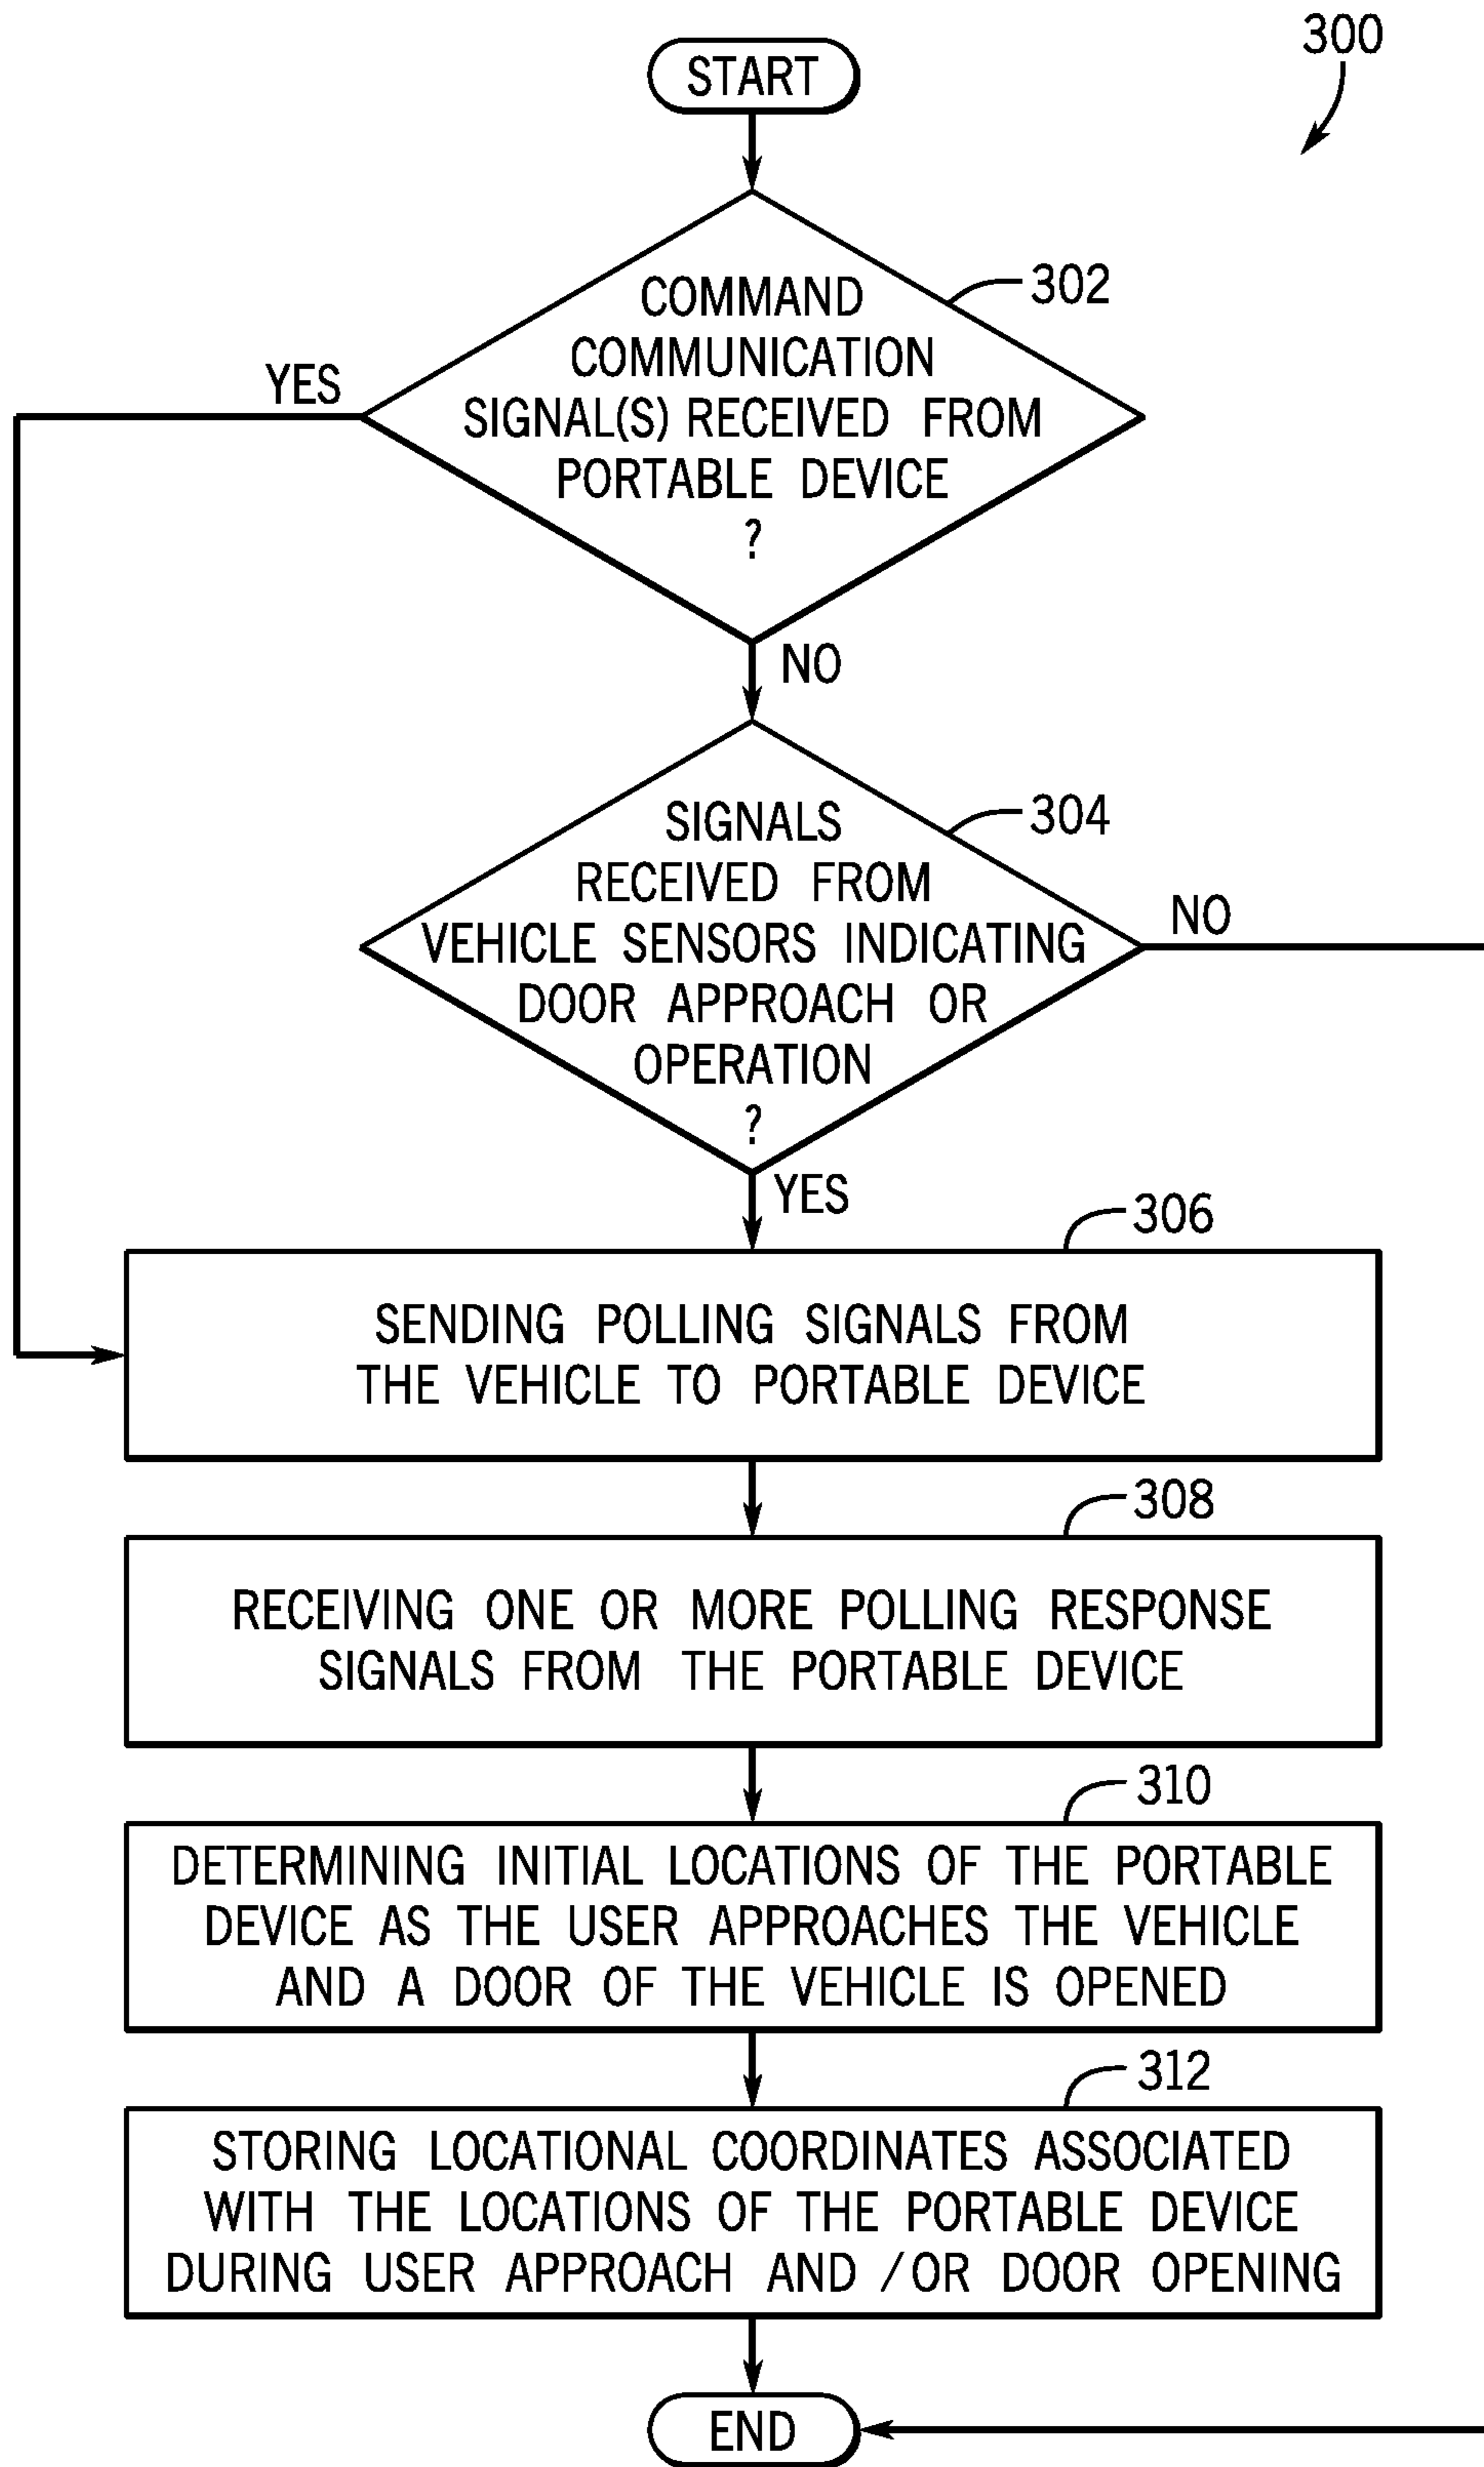 300
START
302
COMMAND
COMMUNICATION
SIGNAL(S) RECEIVED FROM
PORTABLE DEVICE
?
YES
NO
304
SIGNALS
RECEIVED FROM
VEHICLE SENSORS INDICATING
DOOR APPROACH OR
OPERATION
?
NO
YES
306
SENDING POLLING SIGNALS FROM
THE VEHICLE TO PORTABLE DEVICE
308
RECEIVING ONE OR MORE POLLING RESPONSE
SIGNALS FROM THE PORTABLE DEVICE
310
DETERMINING INITIAL LOCATIONS OF THE PORTABLE
DEVICE AS THE USER APPROACHES THE VEHICLE
AND A DOOR OF THE VEHICLE IS OPENED
312
STORING LOCATIONAL COORDINATES ASSOCIATED
WITH THE LOCATIONS OF THE PORTABLE DEVICE
DURING USER APPROACH AND /OR DOOR OPENING
END